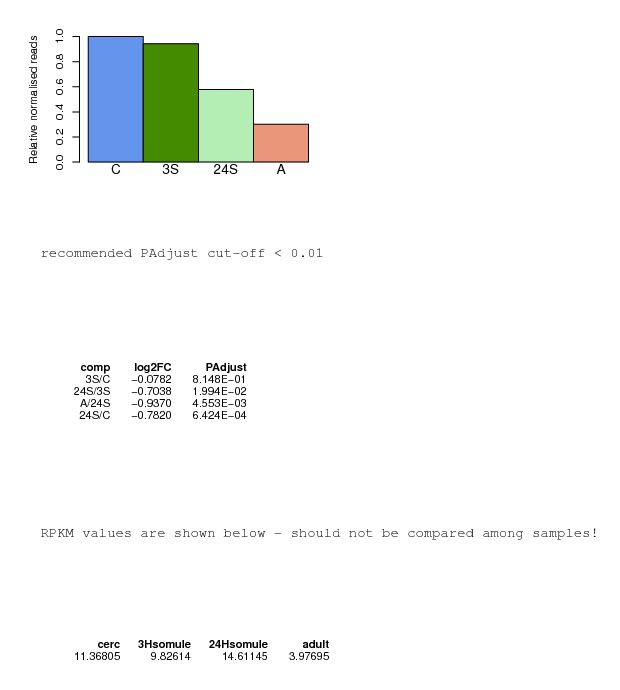 Relative normalised reads
1.0
0.8
0.6
0.4
0.2
0.0
C 3S 24S A
recommended PAdjust cut-off < 0.01
comp log2FC PAdjust
3S/C −0.0782 8.148E−01
24S/3S −0.7038 1.994E−02
A/24S −0.9370 4.553E−03
24S/C −0.7820 6.424E−04
RPKM values are shown below - should not be compared among samples!
cerc 3Hsomule 24Hsomule adult
11.36805 9.82614 14.61145 3.97695